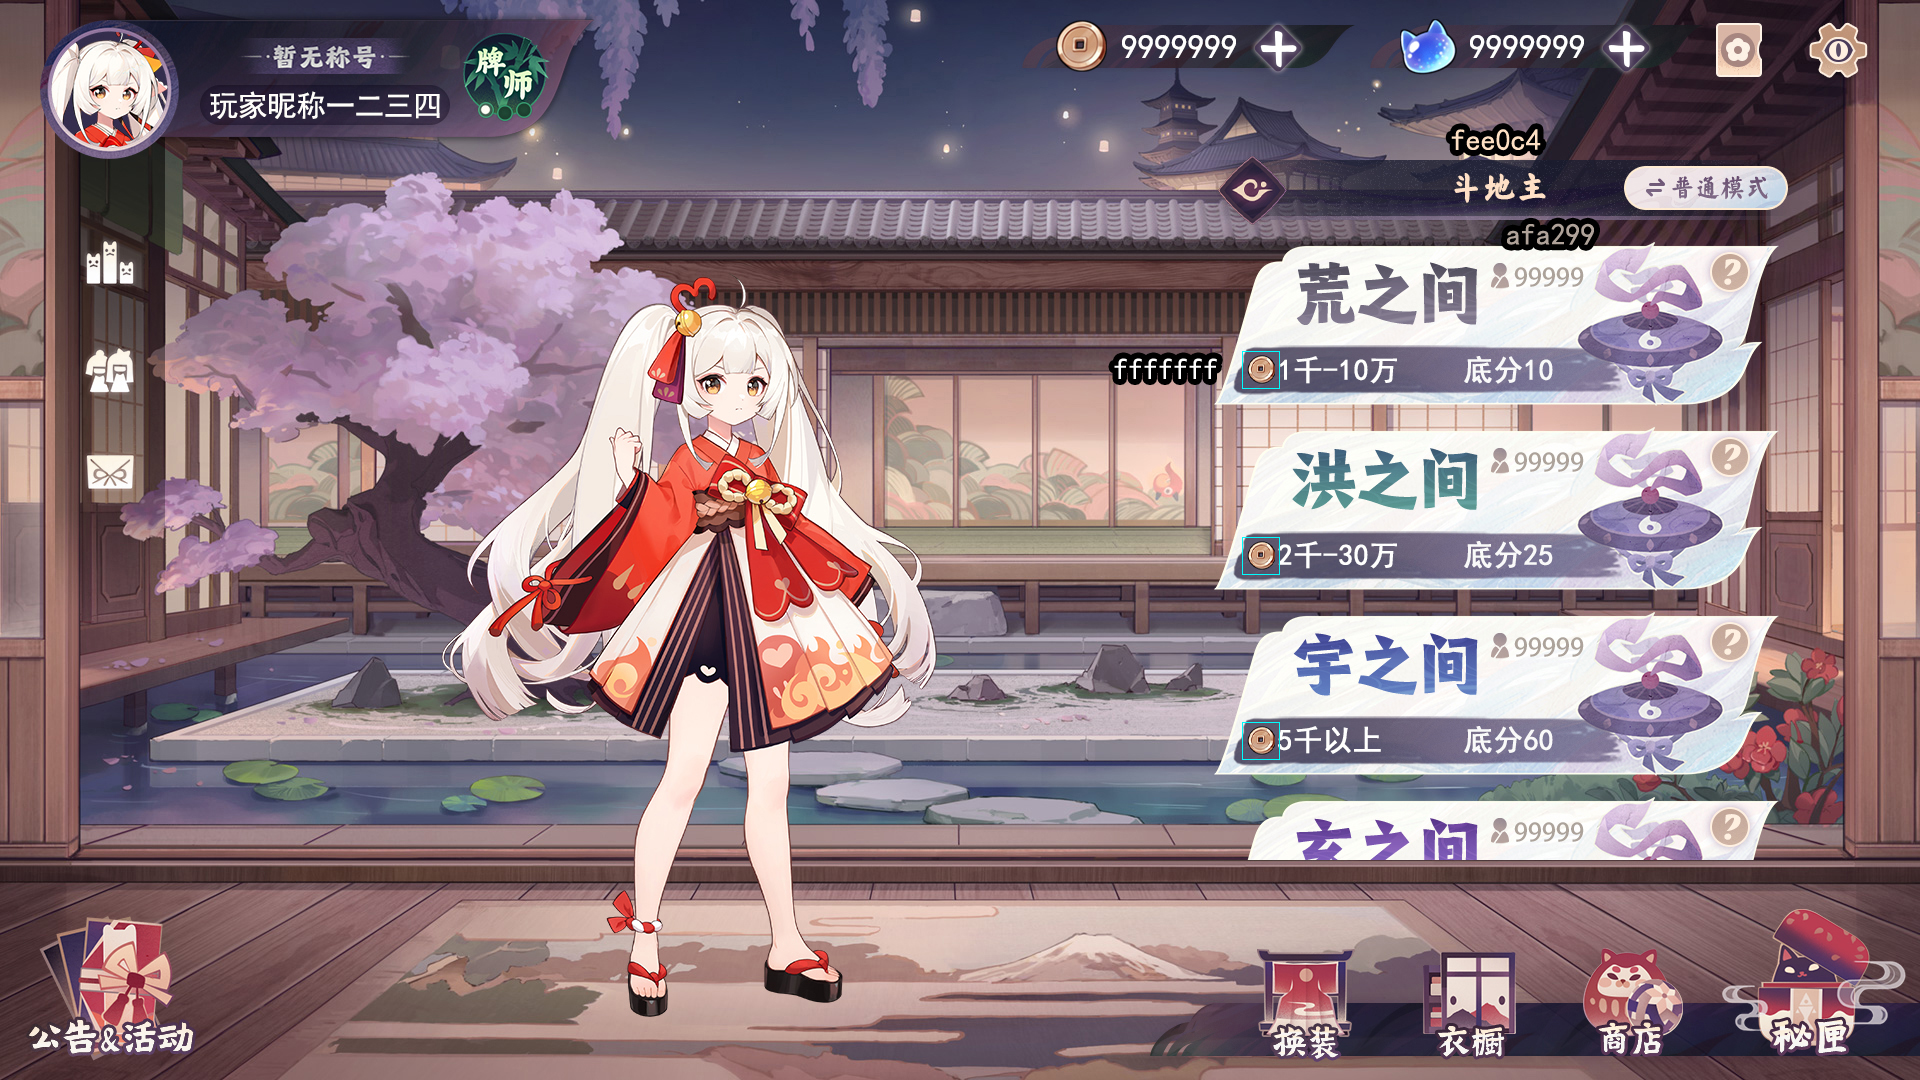 ·暂无称号·
玩家昵称一二三四
牌师
9999999
9999999
fee0c4
斗地主
普通模式
afa299
荒之间
99999
fffffff
1千-10万
底分10
洪之间
99999
2千-30万
底分25
宇之间
99999
5千以上
底分60
玄之间
99999
公告&活动
换装
衣橱
商店
秘匣